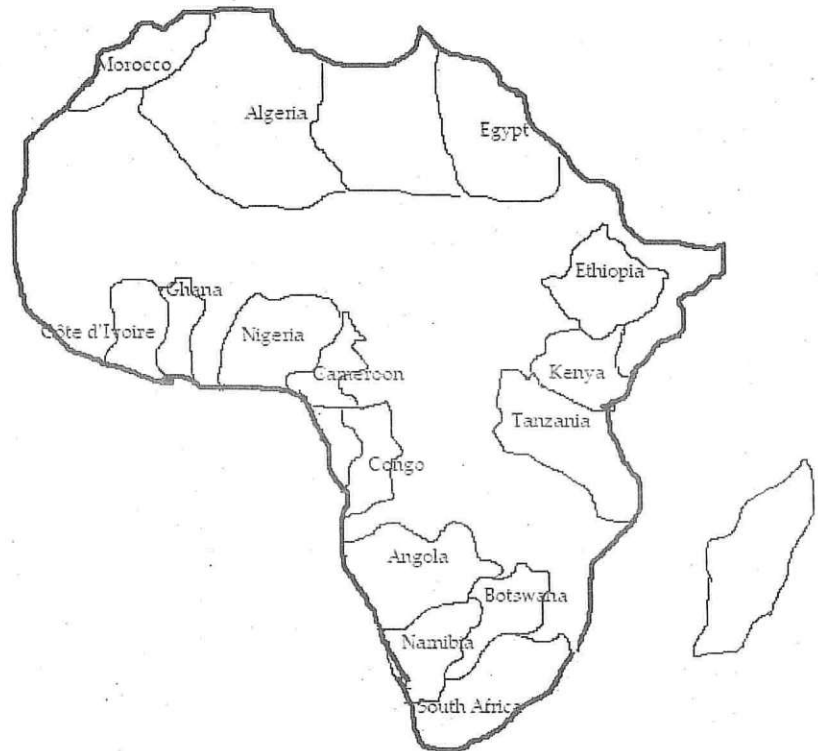 Morocco
Algeria
Egypt
Ethiopia
Ghana
Côte d'Ivoire
Nigeria
Cameroon
Kenya
Tanzania
Congo
Angola
Botswana
Namibia
South Africa